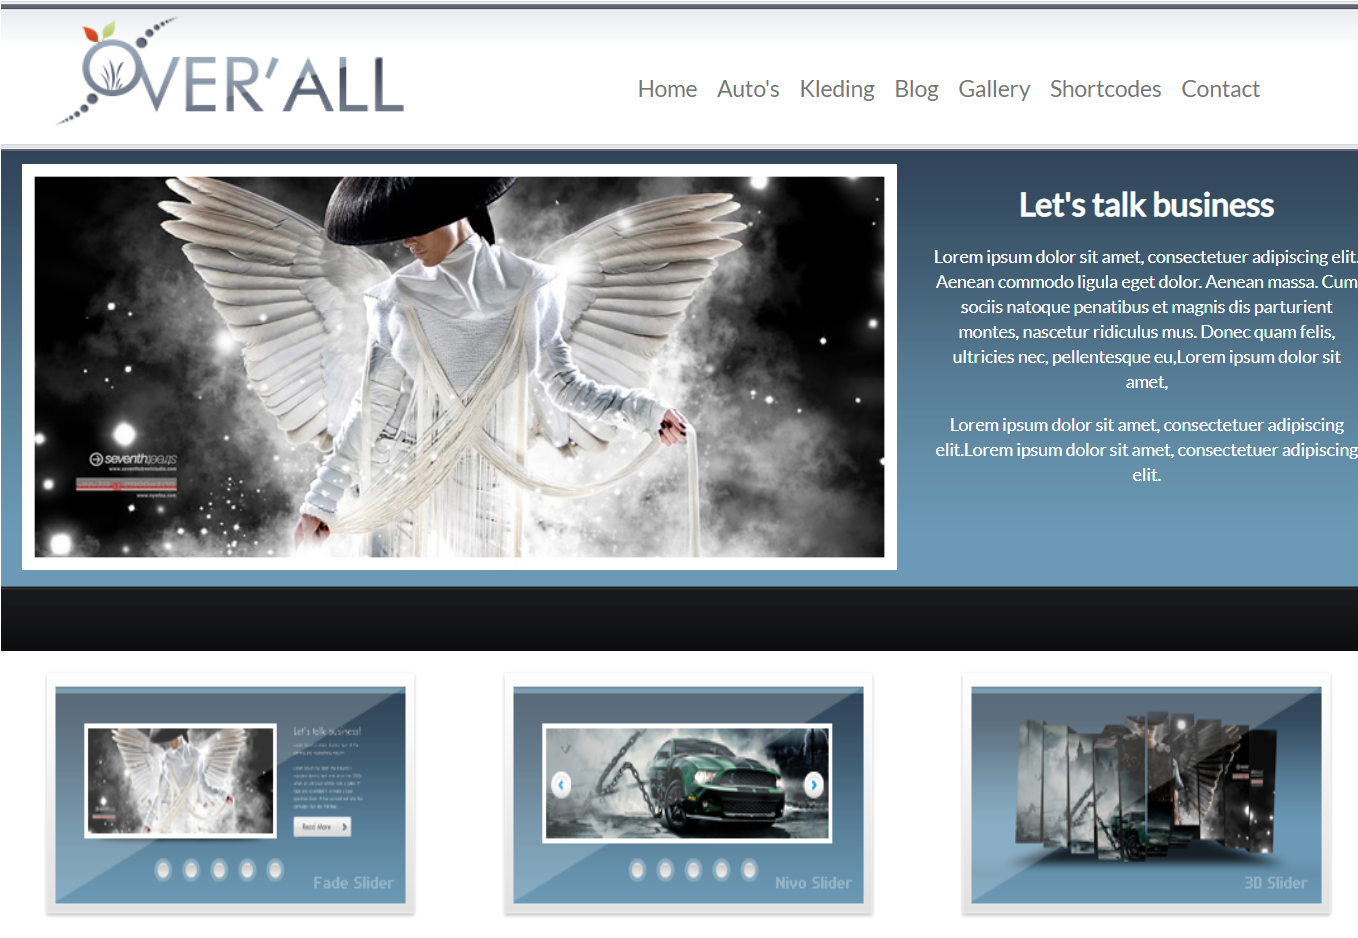 OVER'ALL
Home Auto's Kleding Blog Gallery Shortcodes Contact
Let's talk business
Lorem ipsum dolor sit amet, consectetuer adipiscing elit.
Aenean commodo ligula eget dolor. Aenean massa. Cum
sociis natoque penatibus et magnis dis parturient
montes, nascetur ridiculus mus. Donec quam felis,
ultricies nec, pellentesque eu,Lorem ipsum dolor sit
amet,
Lorem ipsum dolor sit amet, consectetuer adipiscing
elit.Lorem ipsum dolor sit amet, consectetuer adipiscing
elit.
seventhstreet
Let's talk business!
Read More
Fade Slider
Nivo Slider
3D Slider